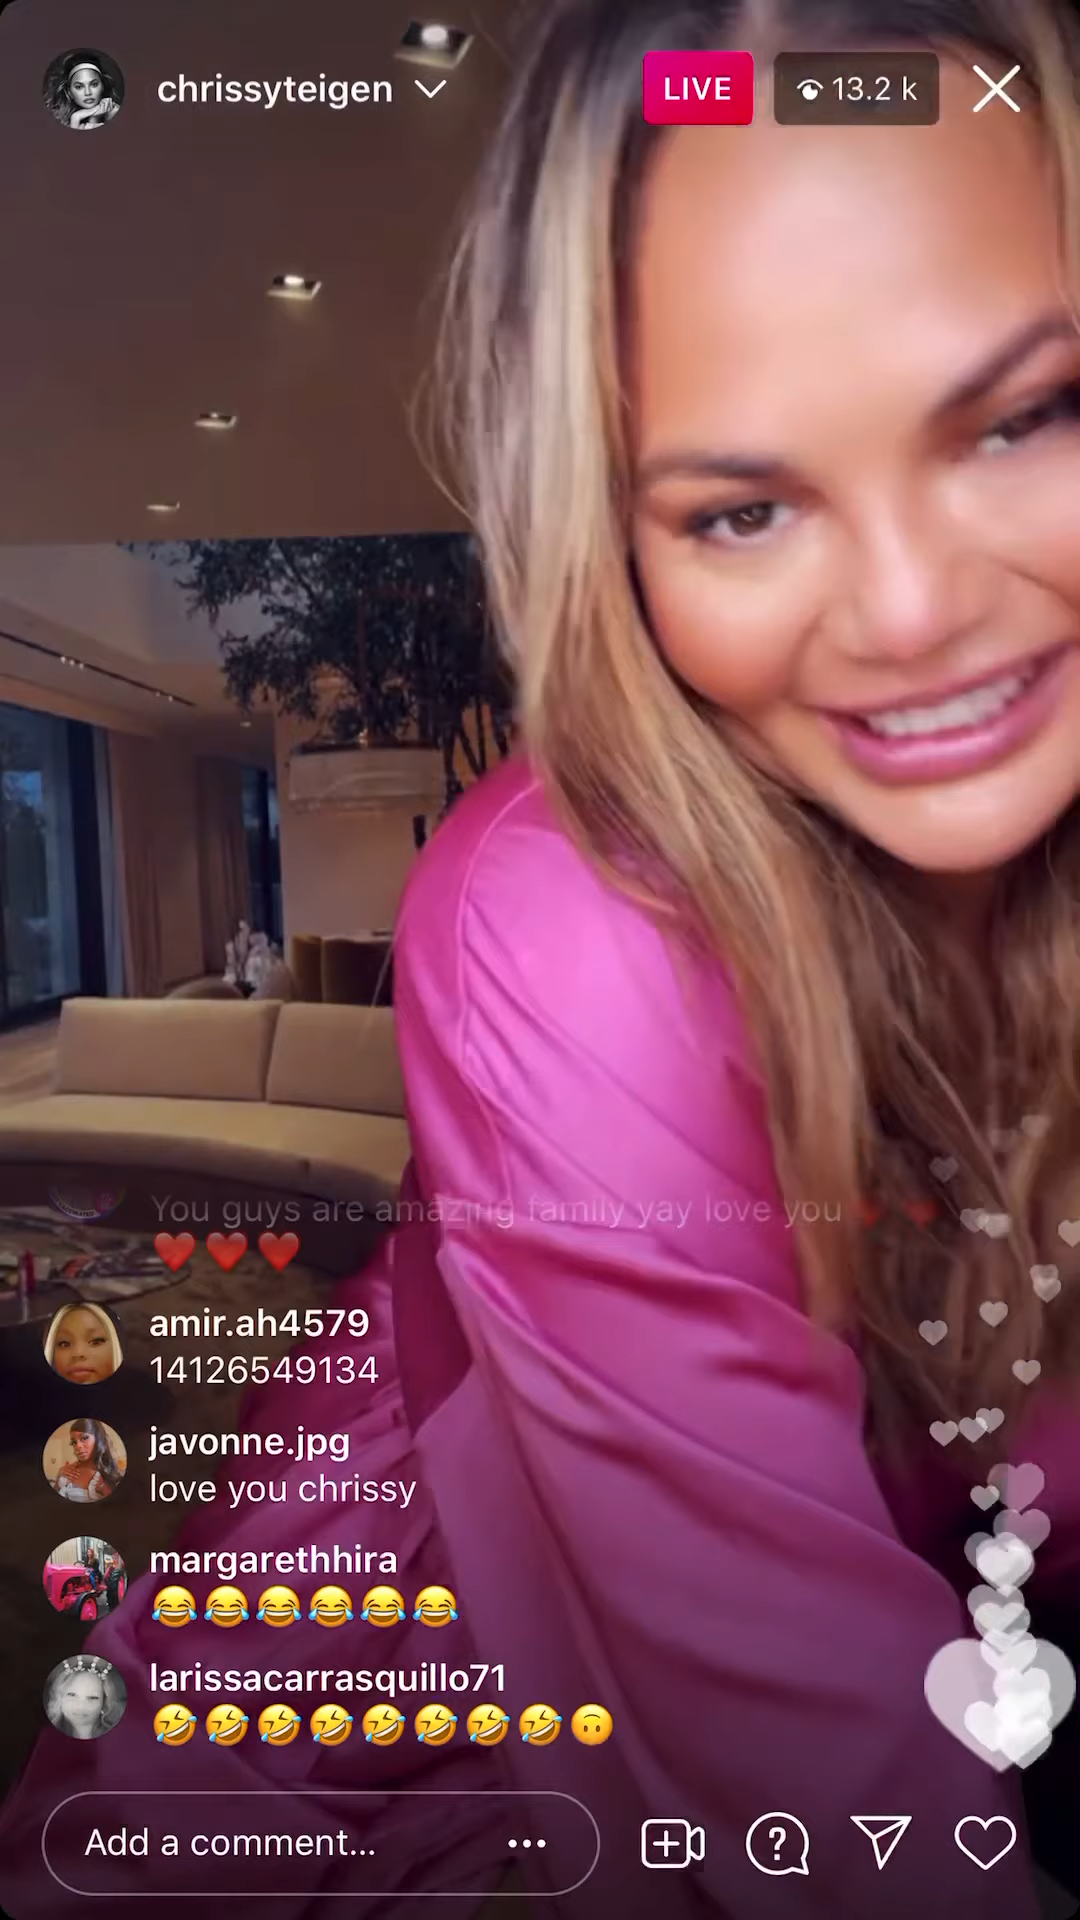 chrissyteigen
LIVE
13.2 k
You guys are amazing family yay love you ❤️❤️
❤️❤️❤️
amir.ah4579
14126549134
javonne.jpg
love you chrissy
margarethhira
😂😂😂😂😂😂
larissacarrasquillo71
🤣🤣🤣🤣🤣🤣🤣🤣🙃
Add a comment...